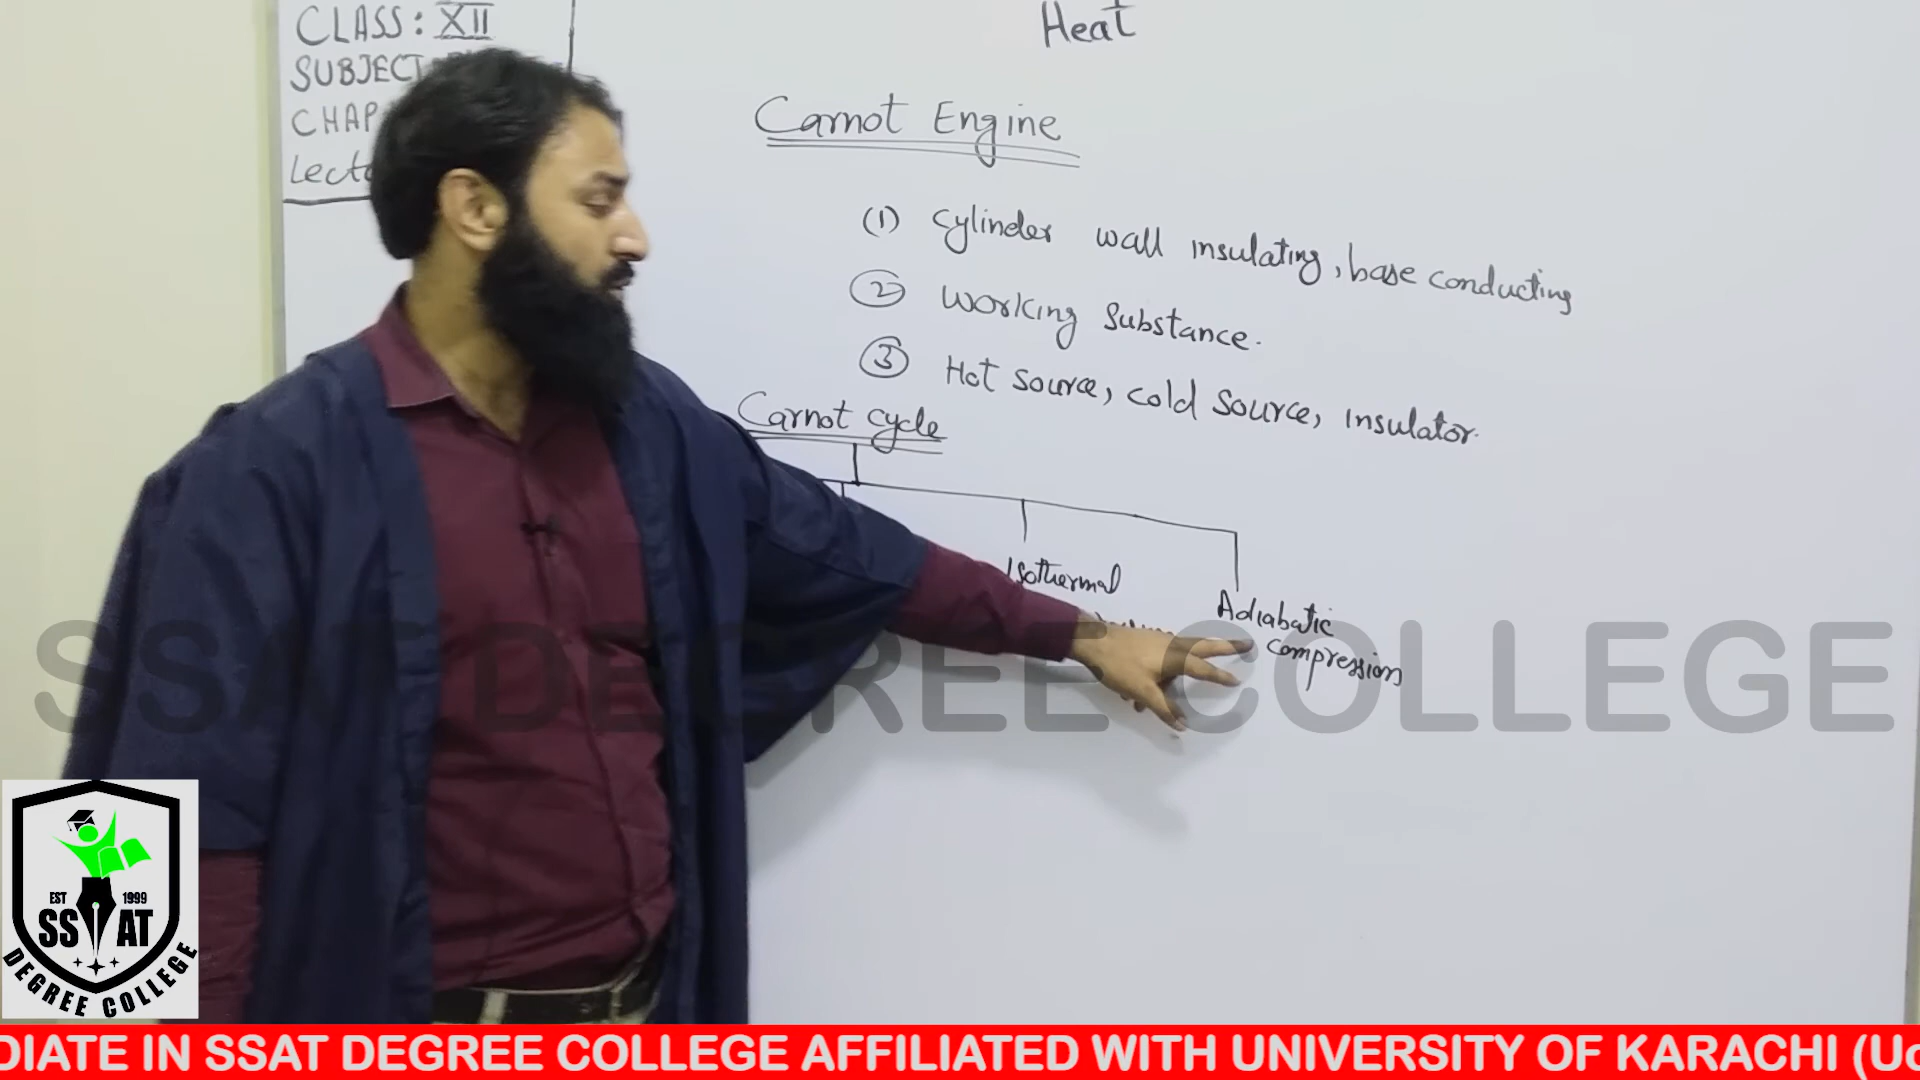 CLASS: XII
SUBJECT
CHAP
Lect
Heat
Carnot Engine
(1) Cylinder wall insulating, base conducting
② Working Substance.
③ Hot source, cold source, insulator.
Carnot cycle
Isothermal
Adiabatic
compression
SSAT DEGREE COLLEGE
EST 1999
SSAT
DEGREE COLLEGE
DIATE IN SSAT DEGREE COLLEGE AFFILIATED WITH UNIVERSITY OF KARACHI (Uo